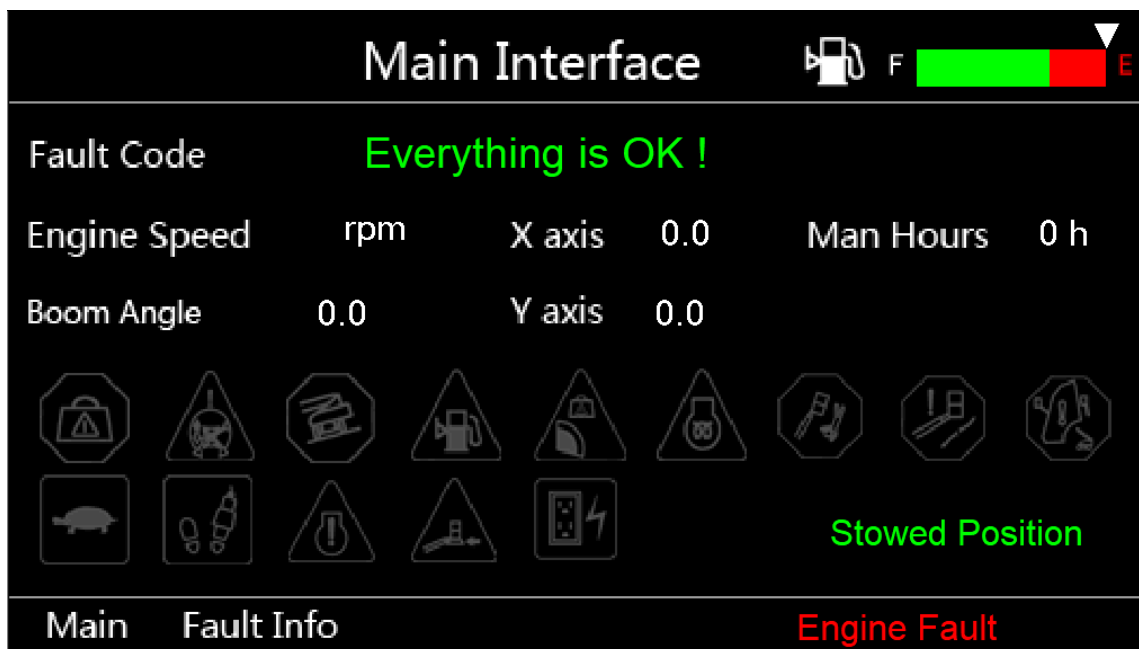 Main Interface F E
Fault Code Everything is OK !
Engine Speed rpm X axis 0.0 Man Hours 0 h
Boom Angle 0.0 Y axis 0.0
Stowed Position
Main Fault Info Engine Fault